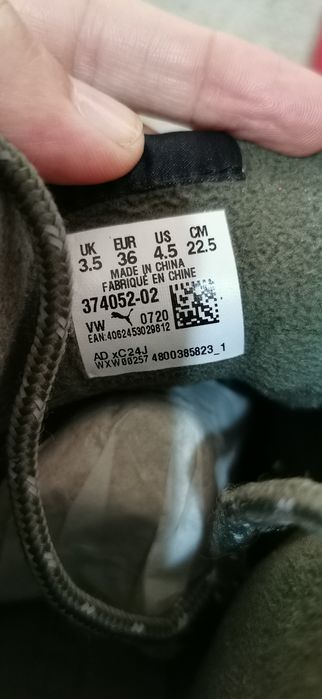 UK EUR US CM
3.5 36 4.5 22.5
MADE IN CHINA
FABRIQUÉ EN CHINE
374052-02
VW 0720
EAN:4062453029812
AD xC24J
WXW00257 4800385823_1